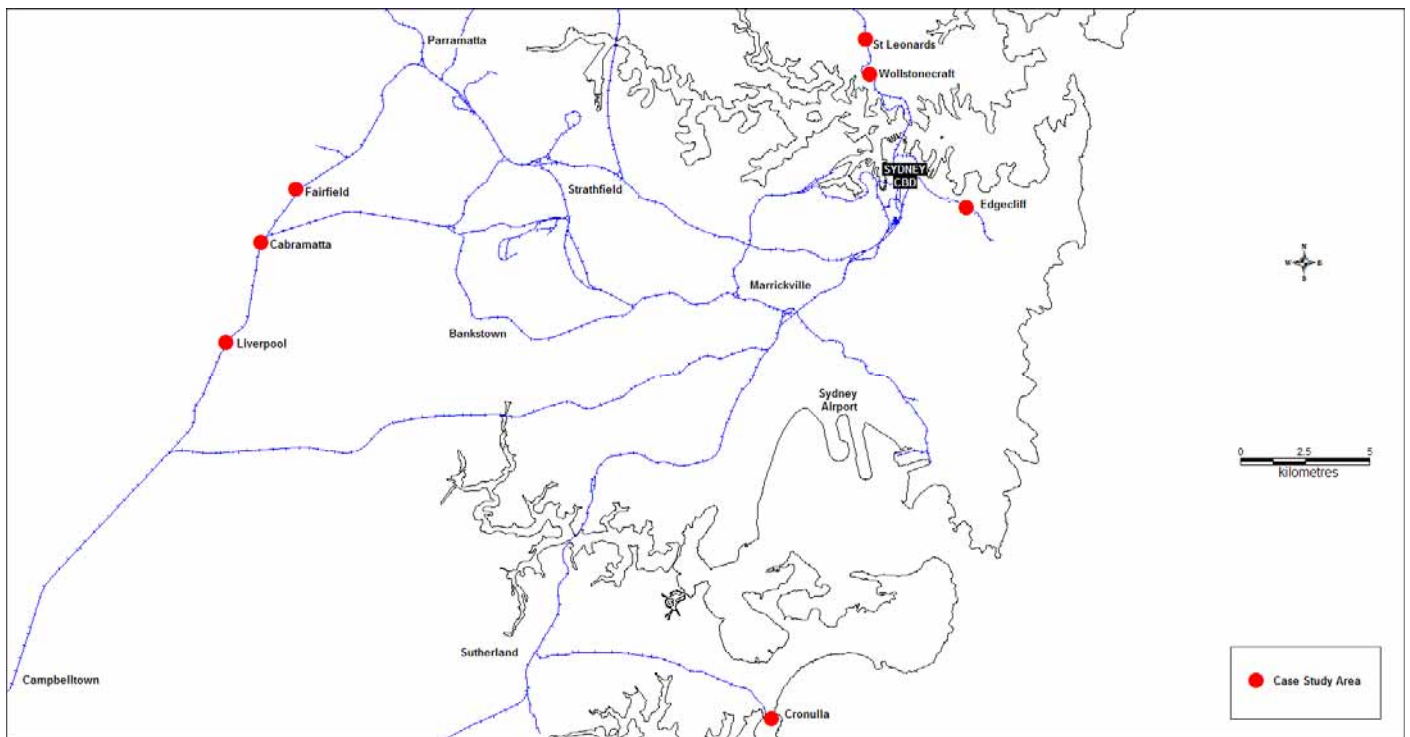 Parramatta
St Leonards
Wollstonecraft
SYDNEY
CBD
Fairfield
Strathfield
Edgecliff
Cabramatta
N
W E
S
Marrickville
Bankstown
Liverpool
Sydney
Airport
0 2.5 5
kilometres
Sutherland
Campbelltown
Case Study Area
Cronulla